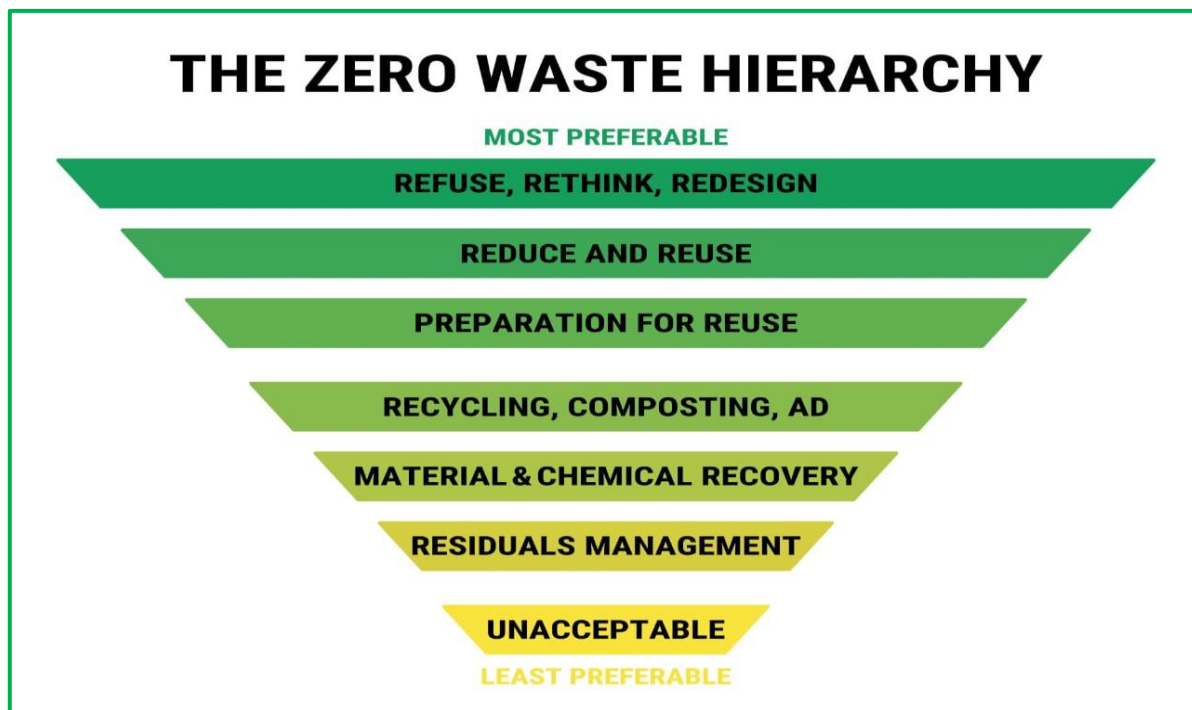 THE ZERO WASTE HIERARCHY
MOST PREFERABLE
REFUSE, RETHINK, REDESIGN
REDUCE AND REUSE
PREPARATION FOR REUSE
RECYCLING, COMPOSTING, AD
MATERIAL & CHEMICAL RECOVERY
RESIDUALS MANAGEMENT
UNACCEPTABLE
LEAST PREFERABLE